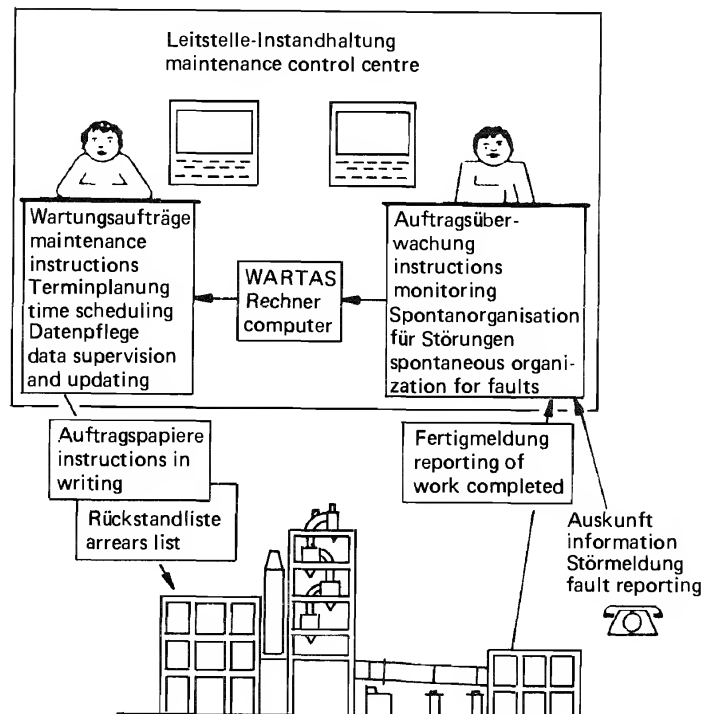 Leitstelle-Instandhaltung
maintenance control centre
Wartungsaufträge
maintenance
instructions
Terminplanung
time scheduling
Datenpflege
data supervision
and updating
WARTAS
Rechner
computer
Auftragsüber-
wachung
instructions
monitoring
Spontanorganisation
für Störungen
spontaneous organi-
zation for faults
Auftragspapiere
instructions in
writing
Rückstandliste
arrears list
Fertigmeldung
reporting of
work completed
Auskunft
information
Störmeldung
fault reporting